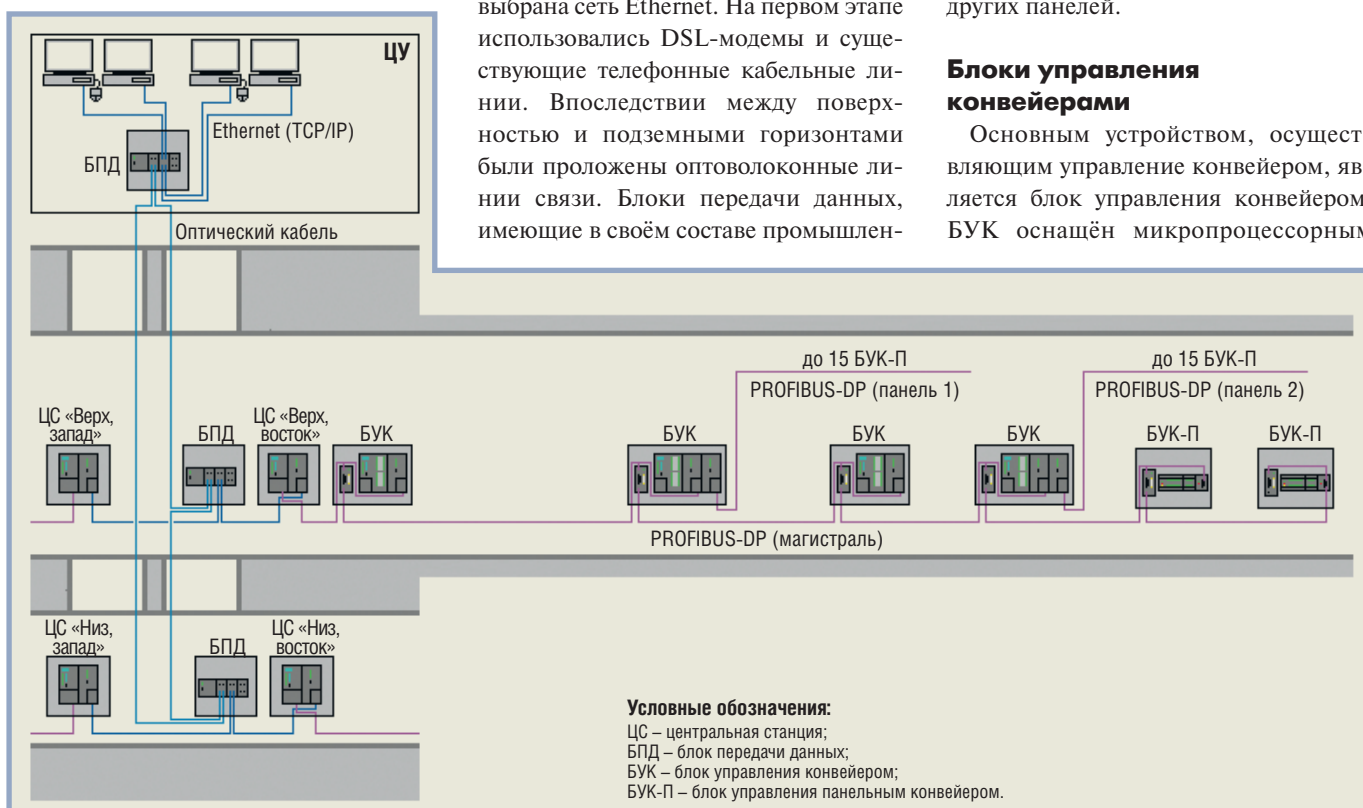 выбрана сеть Ethernet. На первом этапе
использовались DSL-модемы и суще-
ствующие телефонные кабельные ли-
нии. Впоследствии между поверх-
ностью и подземными горизонтами
были проложены оптоволоконные ли-
нии связи. Блоки передачи данных,
имеющие в своём составе промышлен-
других панелей.
Блоки управления
конвейерами
Основным устройством, осущест-
вляющим управление конвейером, яв-
ляется блок управления конвейером.
БУК оснащён микропроцессорным
ЦУ
Ethernet (TCP/IP)
БПД
Оптический кабель
до 15 БУК-П
PROFIBUS-DP (панель 1)
до 15 БУК-П
PROFIBUS-DP (панель 2)
ЦС «Верх,
запад»
БПД
ЦС «Верх,
восток»
БУК
БУК
БУК
БУК
БУК-П
БУК-П
PROFIBUS-DP (магистраль)
ЦС «Низ,
запад»
БПД
ЦС «Низ,
восток»
Условные обозначения:
ЦС – центральная станция;
БПД – блок передачи данных;
БУК – блок управления конвейером;
БУК-П – блок управления панельным конвейером.